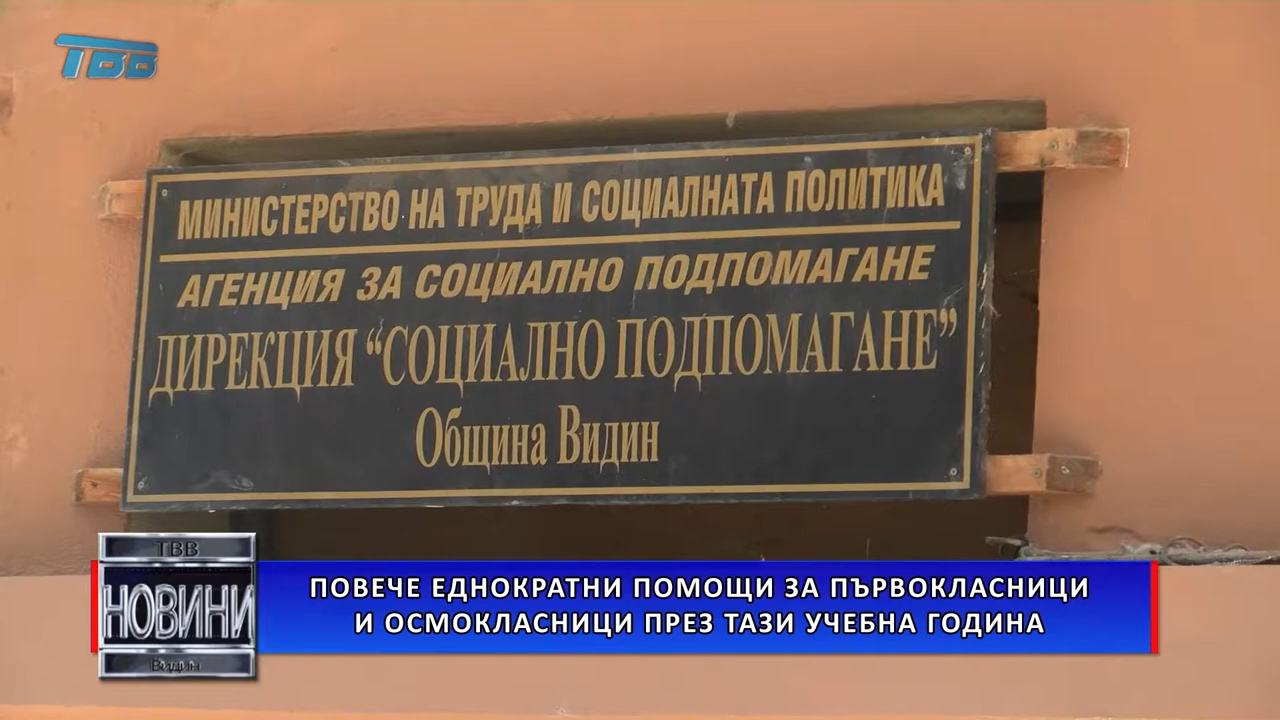 ТВВ
МИНИСТЕРСТВО НА ТРУДА И СОЦИАЛНАТА ПОЛИТИКА
АГЕНЦИЯ ЗА СОЦИАЛНО ПОДПОМАГАНЕ
ДИРЕКЦИЯ “СОЦИАЛНО ПОДПОМАГАНЕ”
Община Видин
ТВВ
НОВИНИ
Видин
ПОВЕЧЕ ЕДНОКРАТНИ ПОМОЩИ ЗА ПЪРВОКЛАСНИЦИ
И ОСМОКЛАСНИЦИ ПРЕЗ ТАЗИ УЧЕБНА ГОДИНА